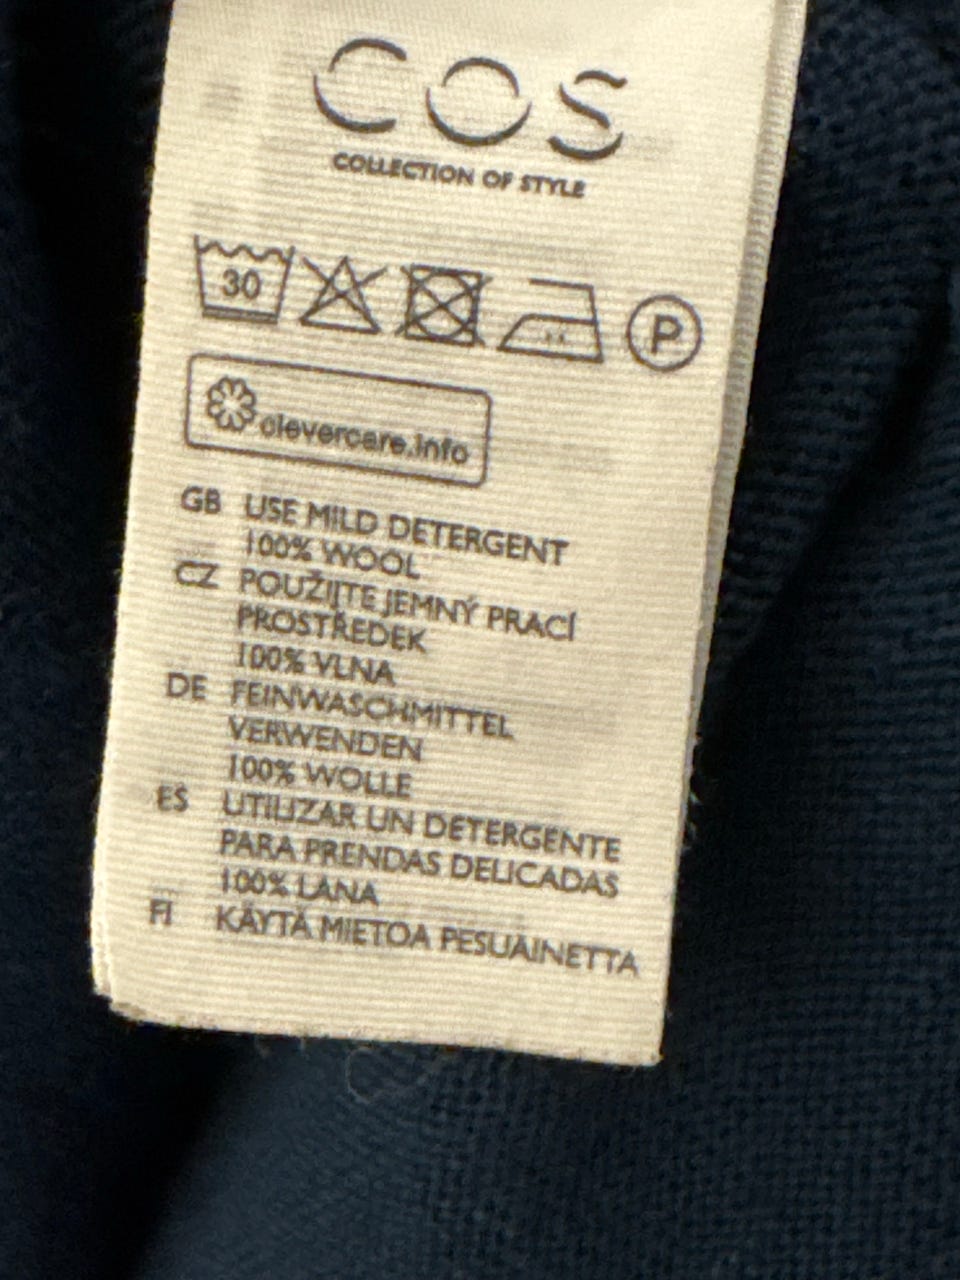 COS
COLLECTION OF STYLE
30
P
clevercare.info
GB USE MILD DETERGENT
100% WOOL
CZ POUŽIJTE JEMNÝ PRACÍ
PROSTŘEDEK
100% VLNA
DE FEINWASCHMITTEL
VERWENDEN
100% WOLLE
ES UTILIZAR UN DETERGENTE
PARA PRENDAS DELICADAS
100% LANA
FI KÄYTÄ MIETOA PESUAINETTA